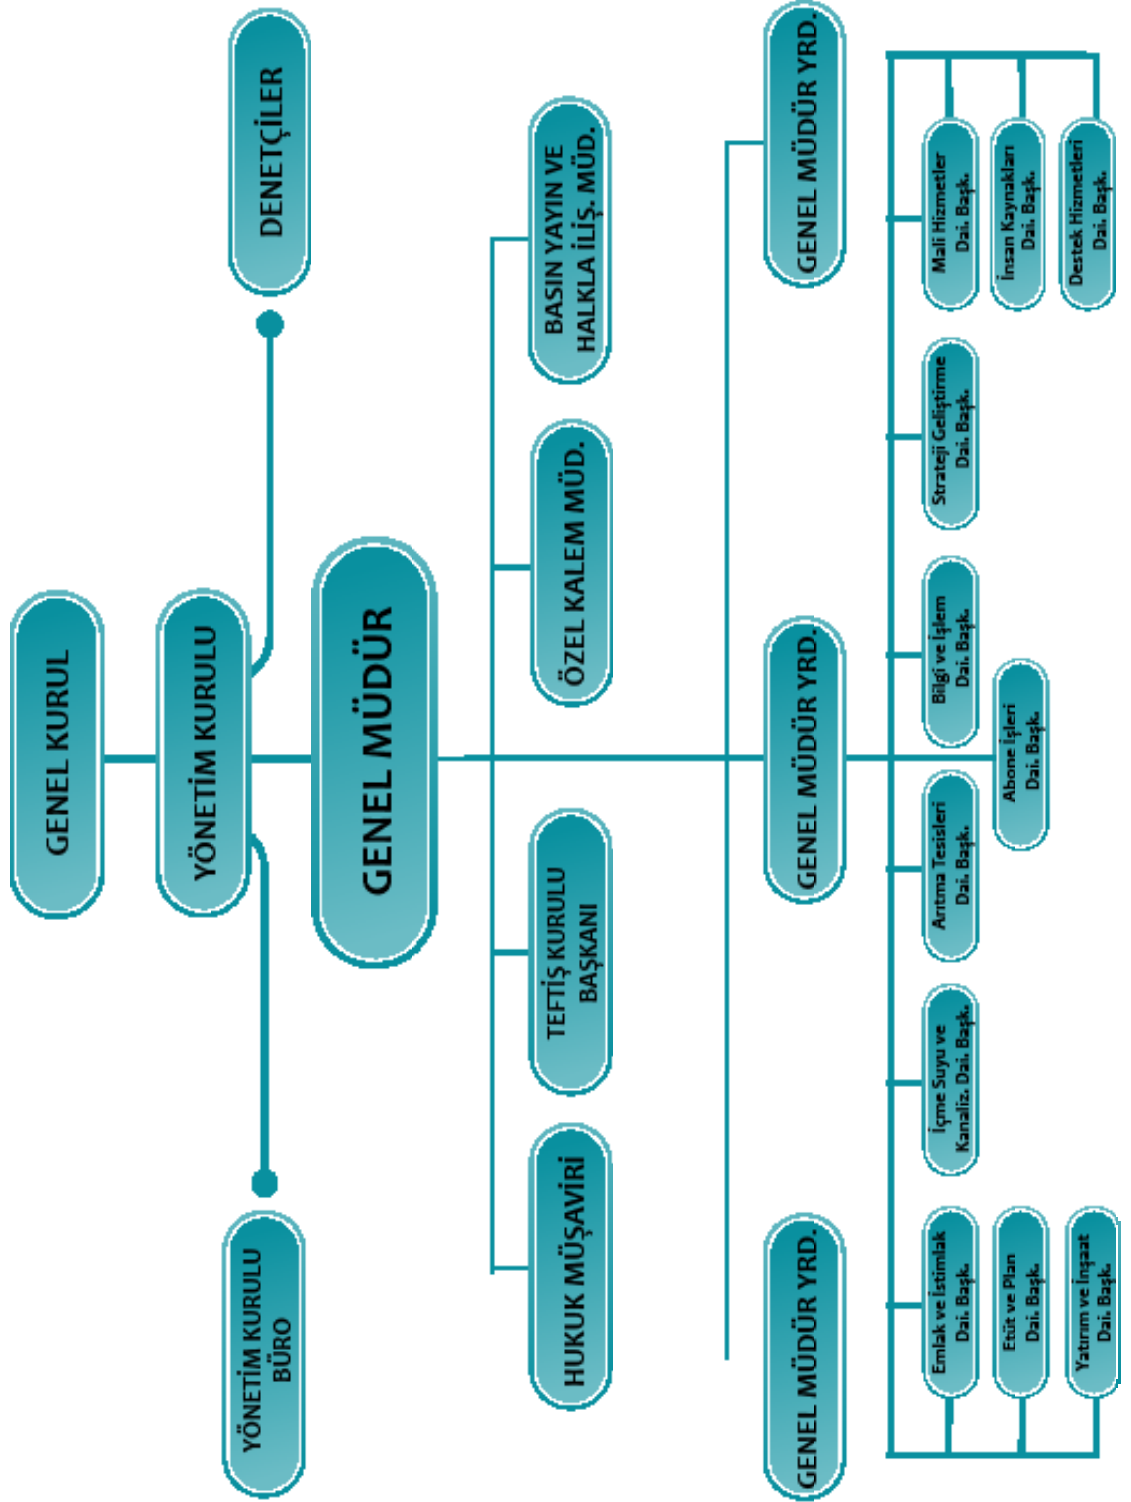 GENEL KURUL
YÖNETİM KURULU
YÖNETİM KURULU
BÜRO
DENETÇİLER
GENEL MÜDÜR
HUKUK MÜŞAVİRİ
TEFTİŞ KURULU
BAŞKANI
ÖZEL KALEM MÜD.
BASIN YAYIN VE
HALKLA İLİŞ. MÜD.
GENEL MÜDÜR YRD.
GENEL MÜDÜR YRD.
GENEL MÜDÜR YRD.
Emlak ve İstimlak
Dai. Başk.
İçme Suyu ve
Kanaliz. Dai. Başk.
Arıtma Tesisleri
Dai. Başk.
Bilgi ve İşlem
Dai. Başk.
Strateji Geliştirme
Dai. Başk.
Mali Hizmetler
Dai. Başk.
Etüt ve Plan
Dai. Başk.
Abone İşleri
Dai. Başk.
İnsan Kaynakları
Dai. Başk.
Yatırım ve İnşaat
Dai. Başk.
Destek Hizmetleri
Dai. Başk.